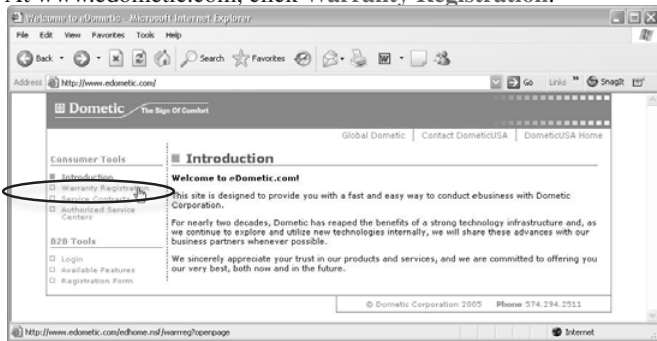 At www.edometic.com, click Warranty Registration.
Welcome to eDometic - Microsoft Internet Explorer
File Edit View Favorites Tools Help
Back Search Favorites
Address http://www.edometic.com/ Go Links » SnagIt
Dometic The Sign Of Comfort
Global Dometic | Contact DometicUSA | DometicUSA Home
Consumer Tools
Introduction
Warranty Registration
Service Contracts
Authorized Service
Centers
B2B Tools
Login
Available Features
Registration Form
Introduction
Welcome to eDometic.com!
This site is designed to provide you with a fast and easy way to conduct ebusiness with Dometic
Corporation.
For nearly two decades, Dometic has reaped the benefits of a strong technology infrastructure and, as
we continue to explore and utilize new technologies internally, we will share these advances with our
business partners whenever possible.
We sincerely appreciate your trust in our products and services, and we are committed to offering you
our very best, both now and in the future.
© Dometic Corporation 2005 Phone 574.294.2511
http://www.edometic.com/edhome.nsf/warrreg?openpage Internet